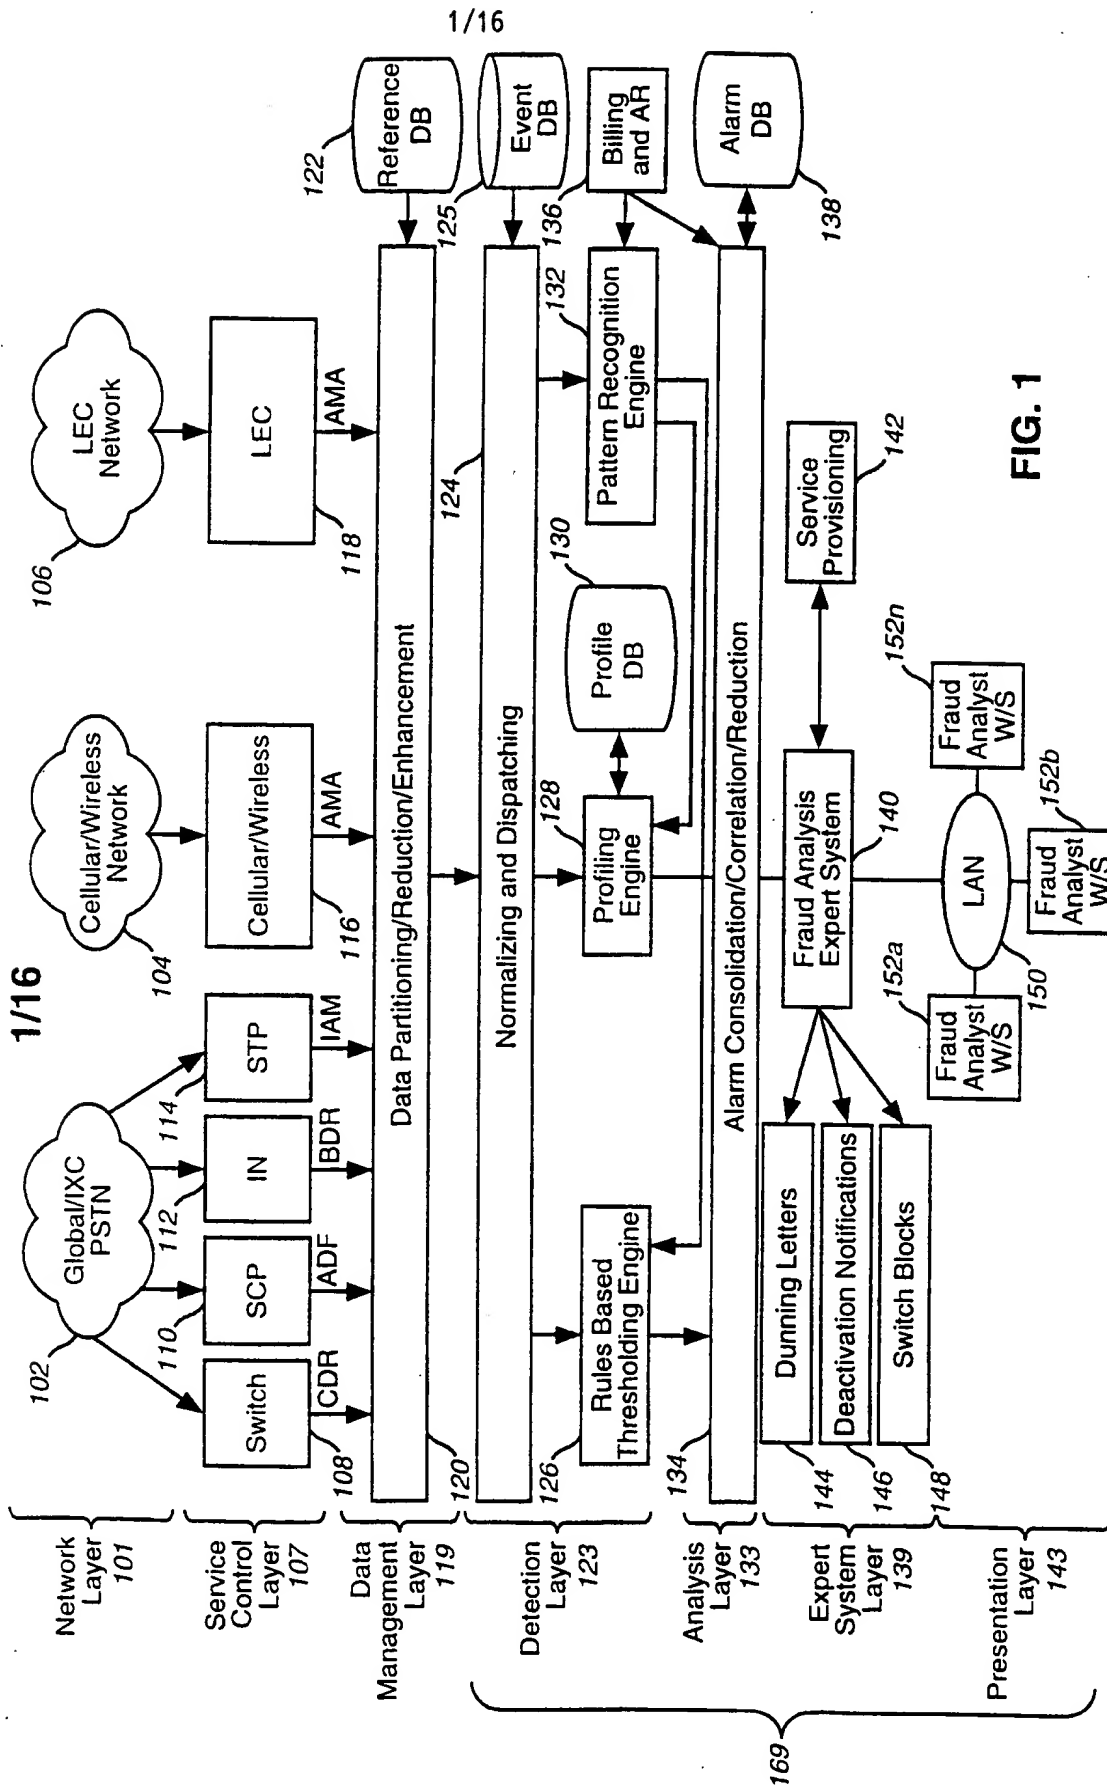 1/16
1/16
Network
Layer
101
Global/IXC
PSTN
102
Cellular/Wireless
Network
104
LEC
Network
106
Service
Control
Layer
107
Switch
108
CDR
SCP
110
ADF
IN
112
BDR
STP
114
IAM
Cellular/Wireless
116
AMA
LEC
118
AMA
Data
Management
Layer
119
Data Partitioning/Reduction/Enhancement
120
Reference
DB
122
Detection
Layer
123
Normalizing and Dispatching
124
Event
DB
125
Rules Based
Thresholding Engine
126
Profiling
Engine
128
Profile
DB
130
Pattern Recognition
Engine
132
Billing
and AR
136
Analysis
Layer
133
Alarm Consolidation/Correlation/Reduction
134
Alarm
DB
138
Expert
System
Layer
139
Dunning Letters
144
Deactivation Notifications
146
Switch Blocks
148
Fraud Analysis
Expert System
140
Service
Provisioning
142
Presentation
Layer
143
Fraud
Analyst
W/S
152a
LAN
150
Fraud
Analyst
W/S
152b
Fraud
Analyst
W/S
152n
169
FIG. 1